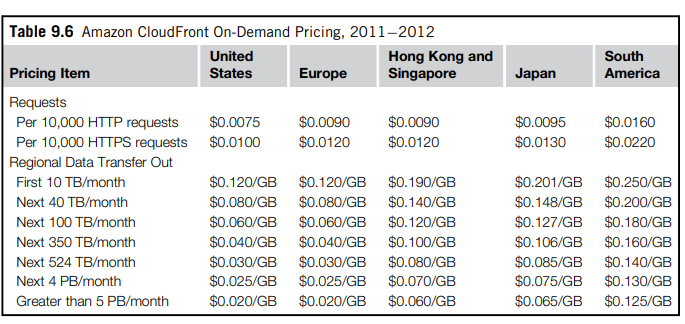 Table 9.6 Amazon CloudFront On-Demand Pricing, 2011–2012
Pricing Item United States Europe Hong Kong and Singapore Japan South America
Requests
Per 10,000 HTTP requests $0.0075 $0.0090 $0.0090 $0.0095 $0.0160
Per 10,000 HTTPS requests $0.0100 $0.0120 $0.0120 $0.0130 $0.0220
Regional Data Transfer Out
First 10 TB/month $0.120/GB $0.120/GB $0.190/GB $0.201/GB $0.250/GB
Next 40 TB/month $0.080/GB $0.080/GB $0.140/GB $0.148/GB $0.200/GB
Next 100 TB/month $0.060/GB $0.060/GB $0.120/GB $0.127/GB $0.180/GB
Next 350 TB/month $0.040/GB $0.040/GB $0.100/GB $0.106/GB $0.160/GB
Next 524 TB/month $0.030/GB $0.030/GB $0.080/GB $0.085/GB $0.140/GB
Next 4 PB/month $0.025/GB $0.025/GB $0.070/GB $0.075/GB $0.130/GB
Greater than 5 PB/month $0.020/GB $0.020/GB $0.060/GB $0.065/GB $0.125/GB